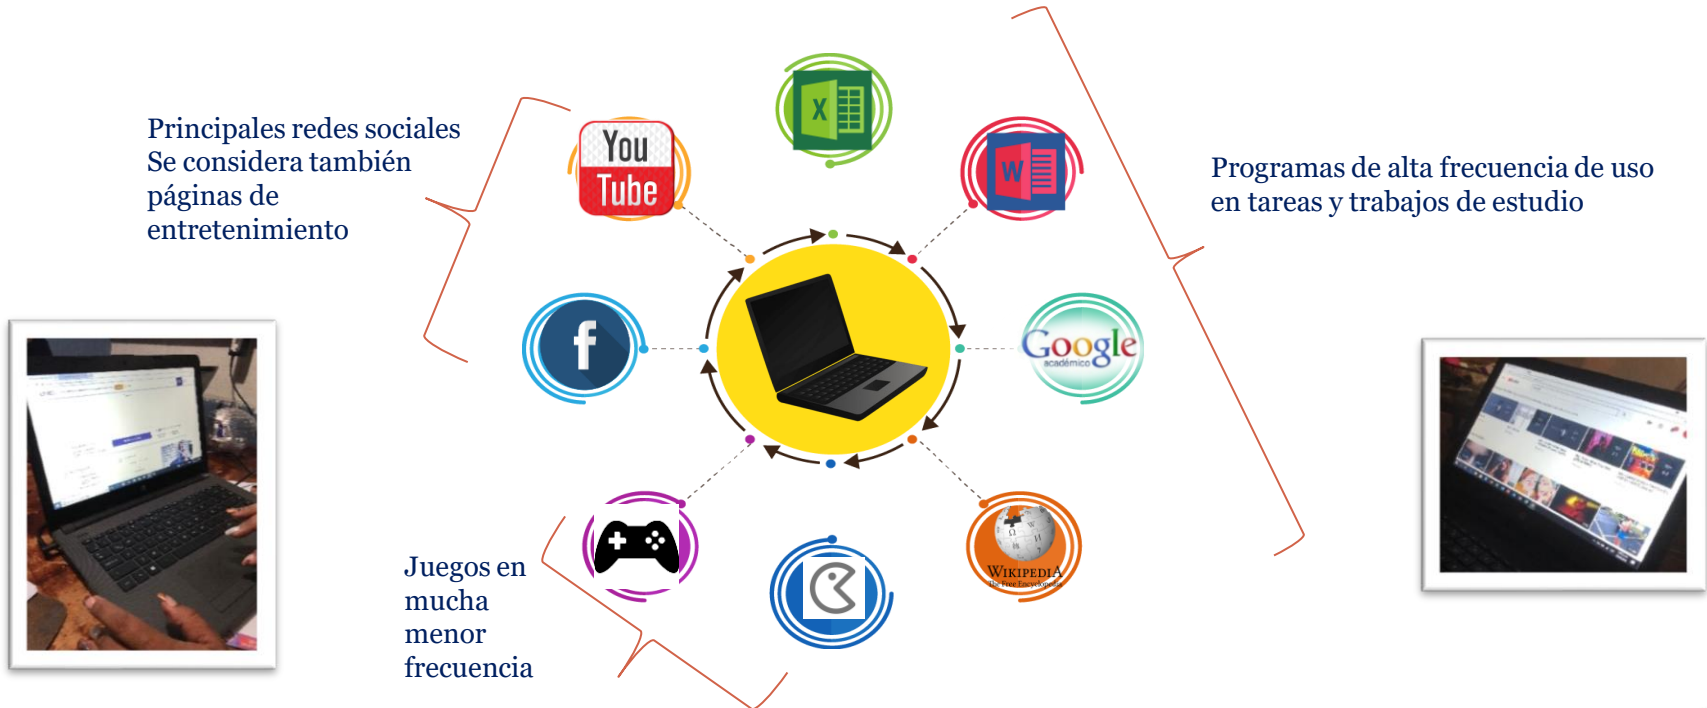 Principales redes sociales
Se considera también
páginas de
entretenimiento
You
Tube
X
W
Programas de alta frecuencia de uso
en tareas y trabajos de estudio
f
Google
académico
Juegos en
mucha
menor
frecuencia
WIKIPEDIA
The Free Encyclopedia